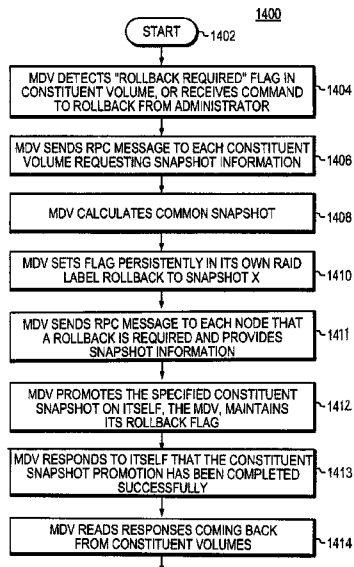 1400
START
1402
MDV DETECTS "ROLLBACK REQUIRED" FLAG IN
CONSTITUENT VOLUME, OR RECEIVES COMMAND
TO ROLLBACK FROM ADMINISTRATOR
1404
MDV SENDS RPC MESSAGE TO EACH CONSTITUENT
VOLUME REQUESTING SNAPSHOT INFORMATION
1406
MDV CALCULATES COMMON SNAPSHOT
1408
MDV SETS FLAG PERSISTENTLY IN ITS OWN RAID
LABEL ROLLBACK TO SNAPSHOT X
1410
MDV SENDS RPC MESSAGE TO EACH NODE THAT
A ROLLBACK IS REQUIRED AND PROVIDES
SNAPSHOT INFORMATION
1411
MDV PROMOTES THE SPECIFIED CONSTITUENT
SNAPSHOT ON ITSELF, THE MDV, MAINTAINS
ITS ROLLBACK FLAG
1412
MDV RESPONDS TO ITSELF THAT THE CONSTITUENT
SNAPSHOT PROMOTION HAS BEEN COMPLETED
SUCCESSFULLY
1413
MDV READS RESPONSES COMING BACK
FROM CONSTITUENT VOLUMES
1414